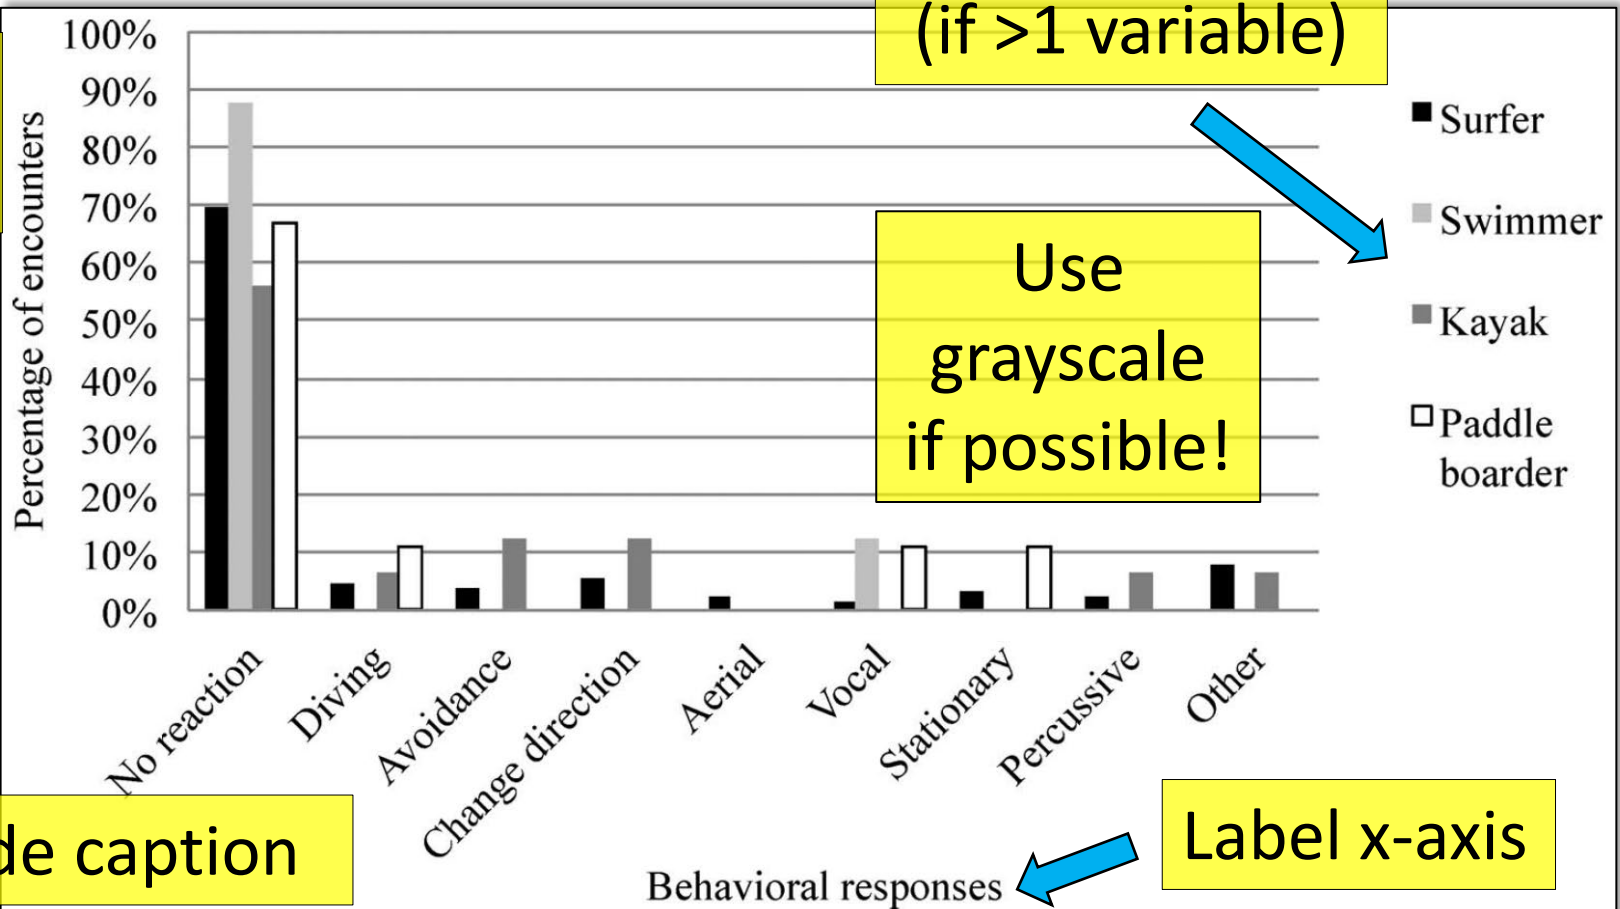 (if >1 variable)
100%
90%
80%
70%
60%
50%
40%
30%
20%
10%
0%
Percentage of encounters
Surfer
Swimmer
Kayak
Paddle
boarder
Use
grayscale
if possible!
No reaction
Diving
Avoidance
Change direction
Aerial
Vocal
Stationary
Percussive
Other
de caption
Label x-axis
Behavioral responses